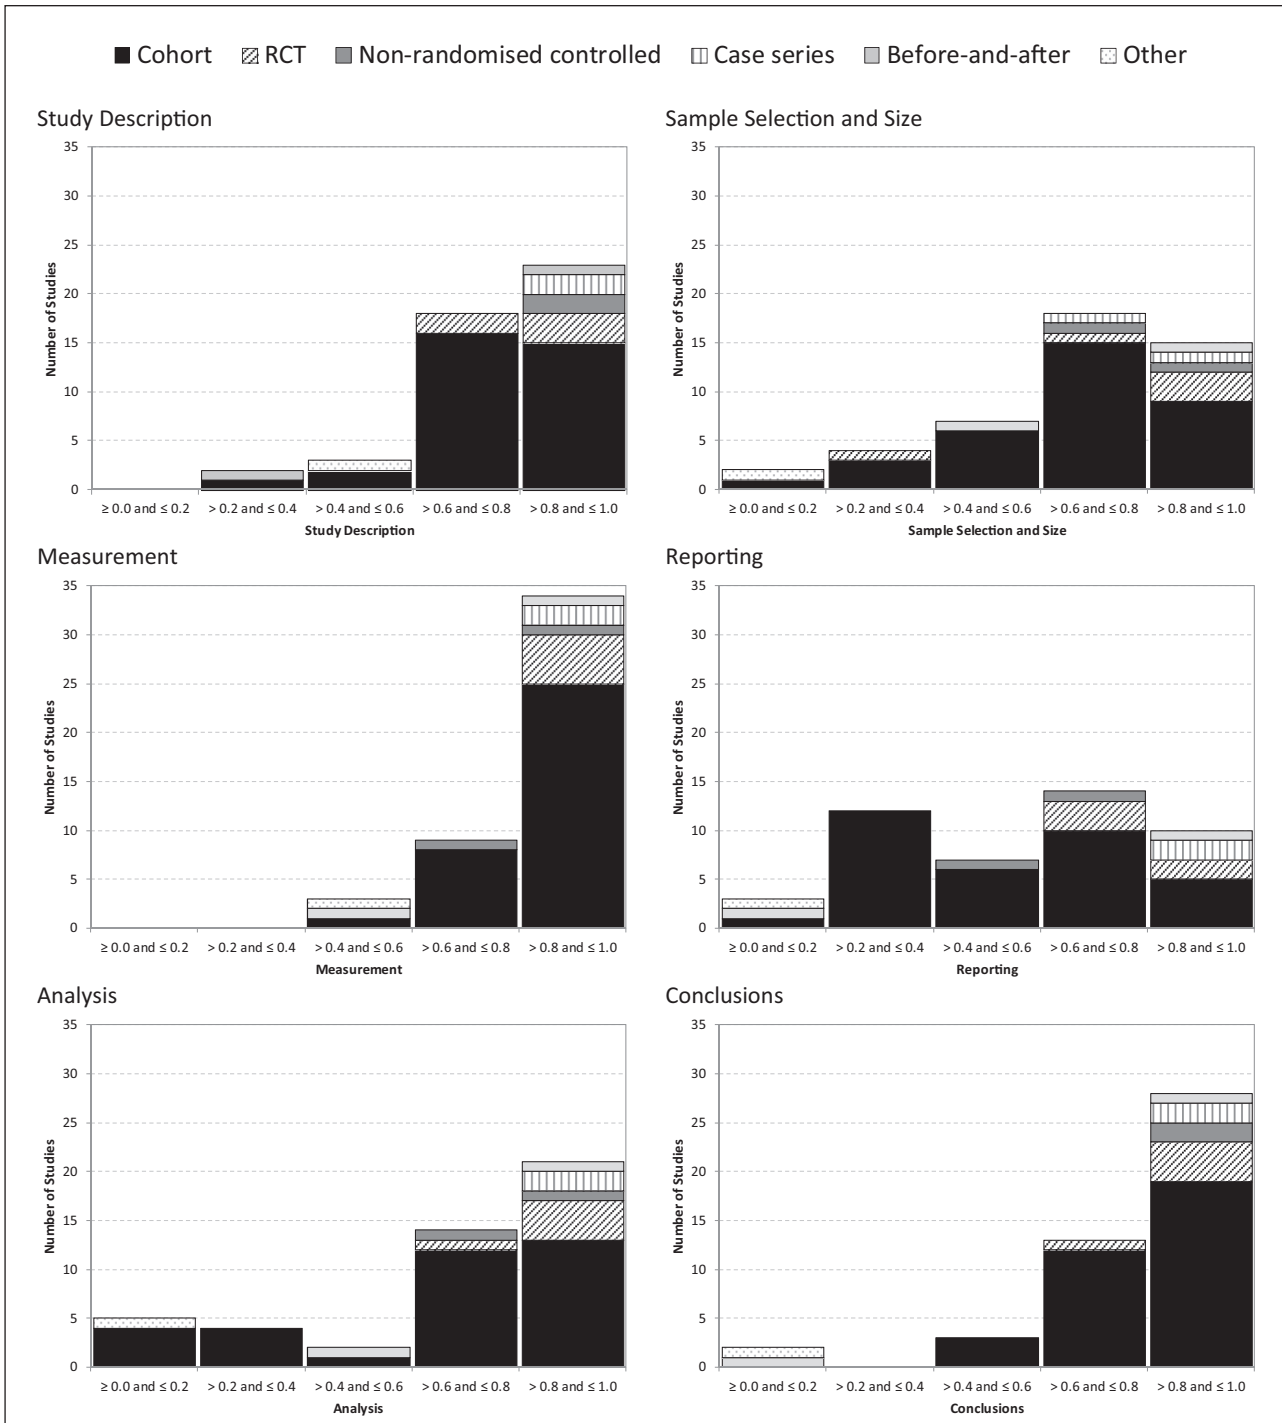 Cohort RCT Non-randomised controlled Case series Before-and-after Other
Study Description
35
30
25
20
15
10
5
0
Number of Studies
≥ 0.0 and ≤ 0.2 > 0.2 and ≤ 0.4 > 0.4 and ≤ 0.6 > 0.6 and ≤ 0.8 > 0.8 and ≤ 1.0
Study Description
Sample Selection and Size
35
30
25
20
15
10
5
0
Number of Studies
≥ 0.0 and ≤ 0.2 > 0.2 and ≤ 0.4 > 0.4 and ≤ 0.6 > 0.6 and ≤ 0.8 > 0.8 and ≤ 1.0
Sample Selection and Size
Measurement
35
30
25
20
15
10
5
0
Number of Studies
≥ 0.0 and ≤ 0.2 > 0.2 and ≤ 0.4 > 0.4 and ≤ 0.6 > 0.6 and ≤ 0.8 > 0.8 and ≤ 1.0
Measurement
Reporting
35
30
25
20
15
10
5
0
Number of Studies
≥ 0.0 and ≤ 0.2 > 0.2 and ≤ 0.4 > 0.4 and ≤ 0.6 > 0.6 and ≤ 0.8 > 0.8 and ≤ 1.0
Reporting
Analysis
35
30
25
20
15
10
5
0
Number of Studies
≥ 0.0 and ≤ 0.2 > 0.2 and ≤ 0.4 > 0.4 and ≤ 0.6 > 0.6 and ≤ 0.8 > 0.8 and ≤ 1.0
Analysis
Conclusions
35
30
25
20
15
10
5
0
Number of Studies
≥ 0.0 and ≤ 0.2 > 0.2 and ≤ 0.4 > 0.4 and ≤ 0.6 > 0.6 and ≤ 0.8 > 0.8 and ≤ 1.0
Conclusions